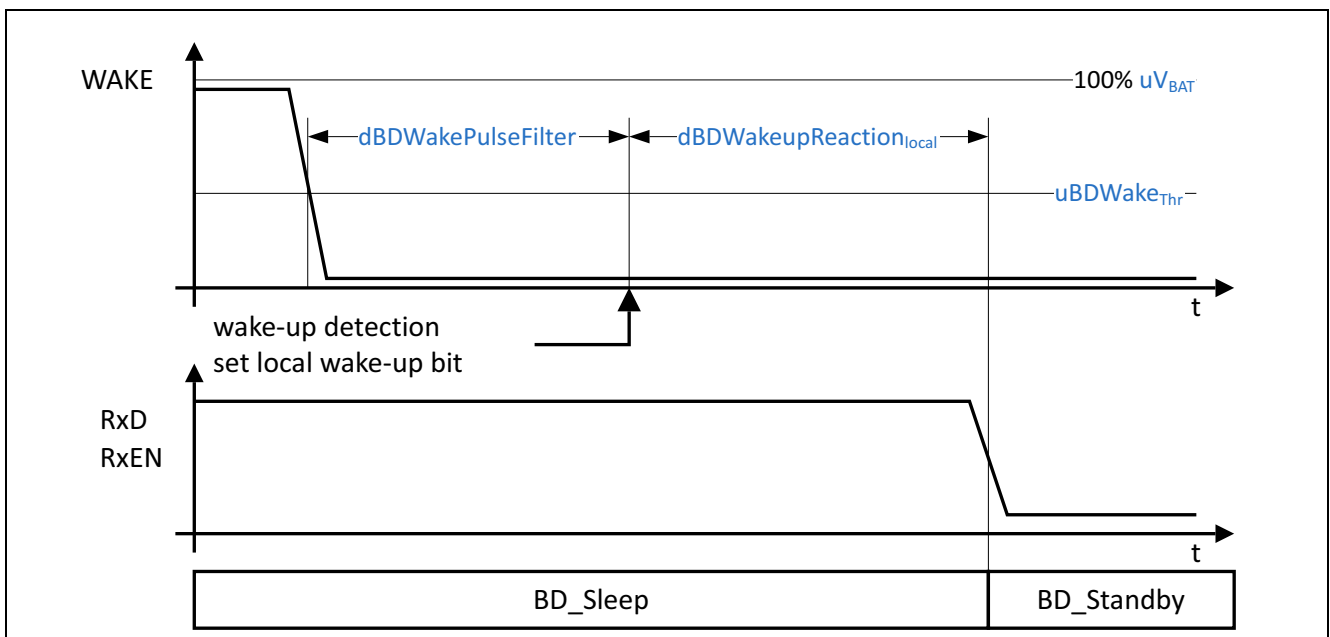 WAKE
100% uVBAT
dBDWakePulseFilter
dBDWakeupReactionlocal
uBDWakeThr
t
wake-up detection
set local wake-up bit
RxD
RxEN
t
BD_Sleep
BD_Standby